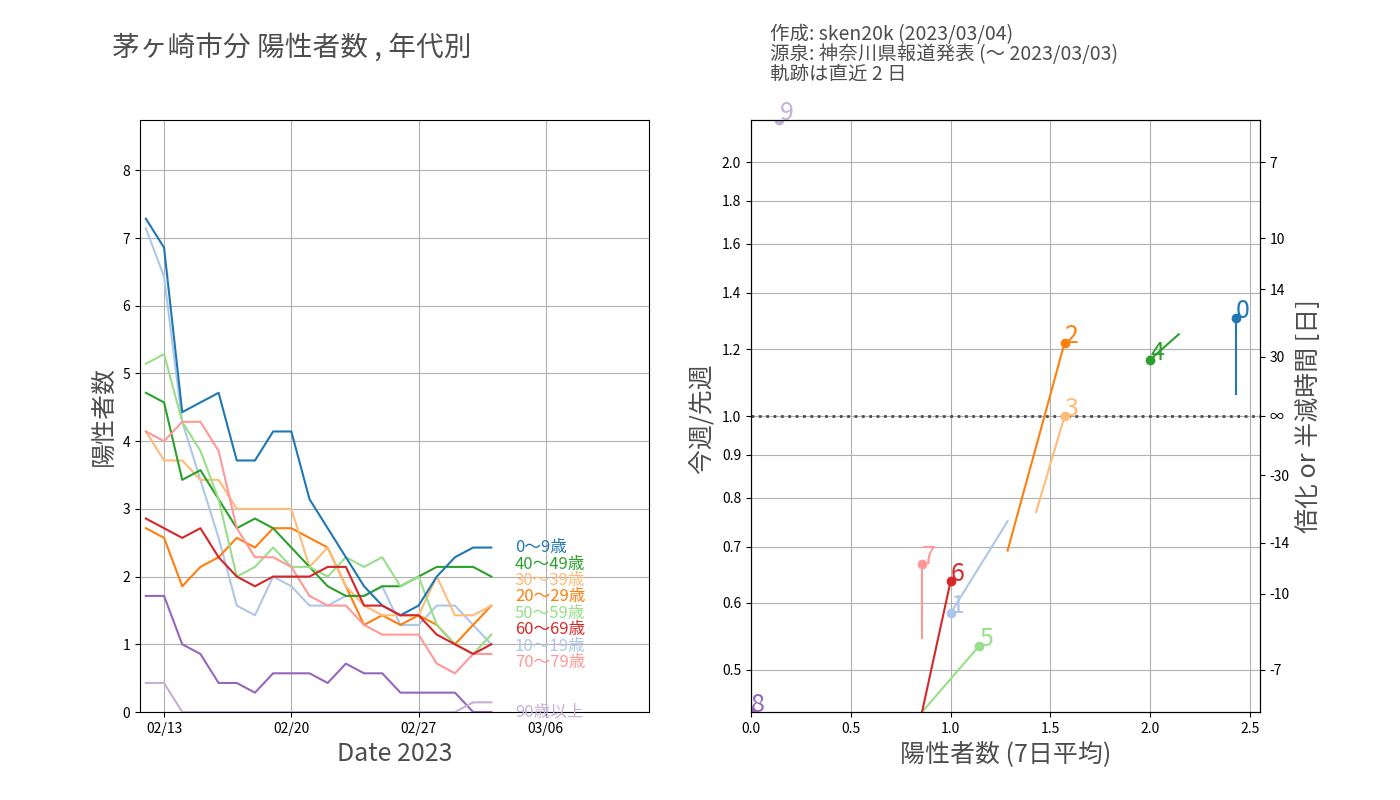 茅ヶ崎市分 陽性者数 , 年代別
作成: sken20k (2023/03/04)
源泉: 神奈川県報道発表 (〜 2023/03/03)
軌跡は直近 2 日
陽性者数
8
7
6
5
4
3
2
1
0
02/13
02/20
02/27
03/06
Date 2023
0〜9歳
40〜49歳
30〜39歳
20〜29歳
50〜59歳
60〜69歳
10〜19歳
70〜79歳
90歳以上
今週/先週
2.0
1.8
1.6
1.4
1.2
1.0
0.9
0.8
0.7
0.6
0.5
9
0
2
4
3
7
6
1
5
8
0.0
0.5
1.0
1.5
2.0
2.5
陽性者数 (7日平均)
7
10
14
30
∞
-30
-14
-10
-7
倍化 or 半減時間 [日]